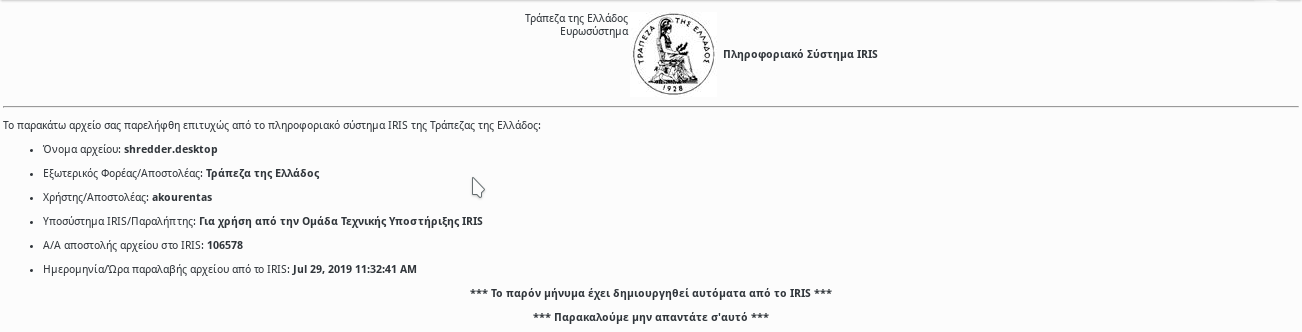 Τράπεζα της Ελλάδος
Ευρωσύστημα
ΤΡΑΠΕΖΑ ΤΗΣ ΕΛΛΑΔΟΣ
1928
Πληροφοριακό Σύστημα IRIS
Το παρακάτω αρχείο σας παρελήφθη επιτυχώς από το πληροφοριακό σύστημα IRIS της Τράπεζας της Ελλάδος:
• Όνομα αρχείου: shredder.desktop
• Εξωτερικός Φορέας/Αποστολέας: Τράπεζα της Ελλάδος
• Χρήστης/Αποστολέας: akourentas
• Υποσύστημα IRIS/Παραλήπτης: Για χρήση από την Ομάδα Τεχνικής Υποστήριξης IRIS
• Α/Α αποστολής αρχείου στο IRIS: 106578
• Ημερομηνία/Ώρα παραλαβής αρχείου από το IRIS: Jul 29, 2019 11:32:41 AM
*** Το παρόν μήνυμα έχει δημιουργηθεί αυτόματα από το IRIS ***
*** Παρακαλούμε μην απαντάτε σ'αυτό ***